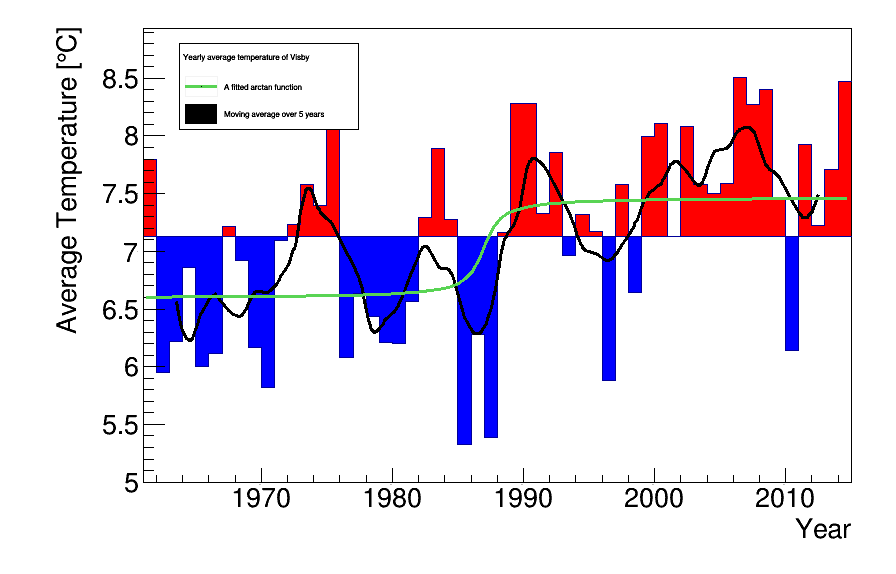 Average Temperature [°C]
Yearly average temperature of Visby
A fitted arctan function
Moving average over 5 years
8.5
8
7.5
7
6.5
6
5.5
5
1970 1980 1990 2000 2010
Year